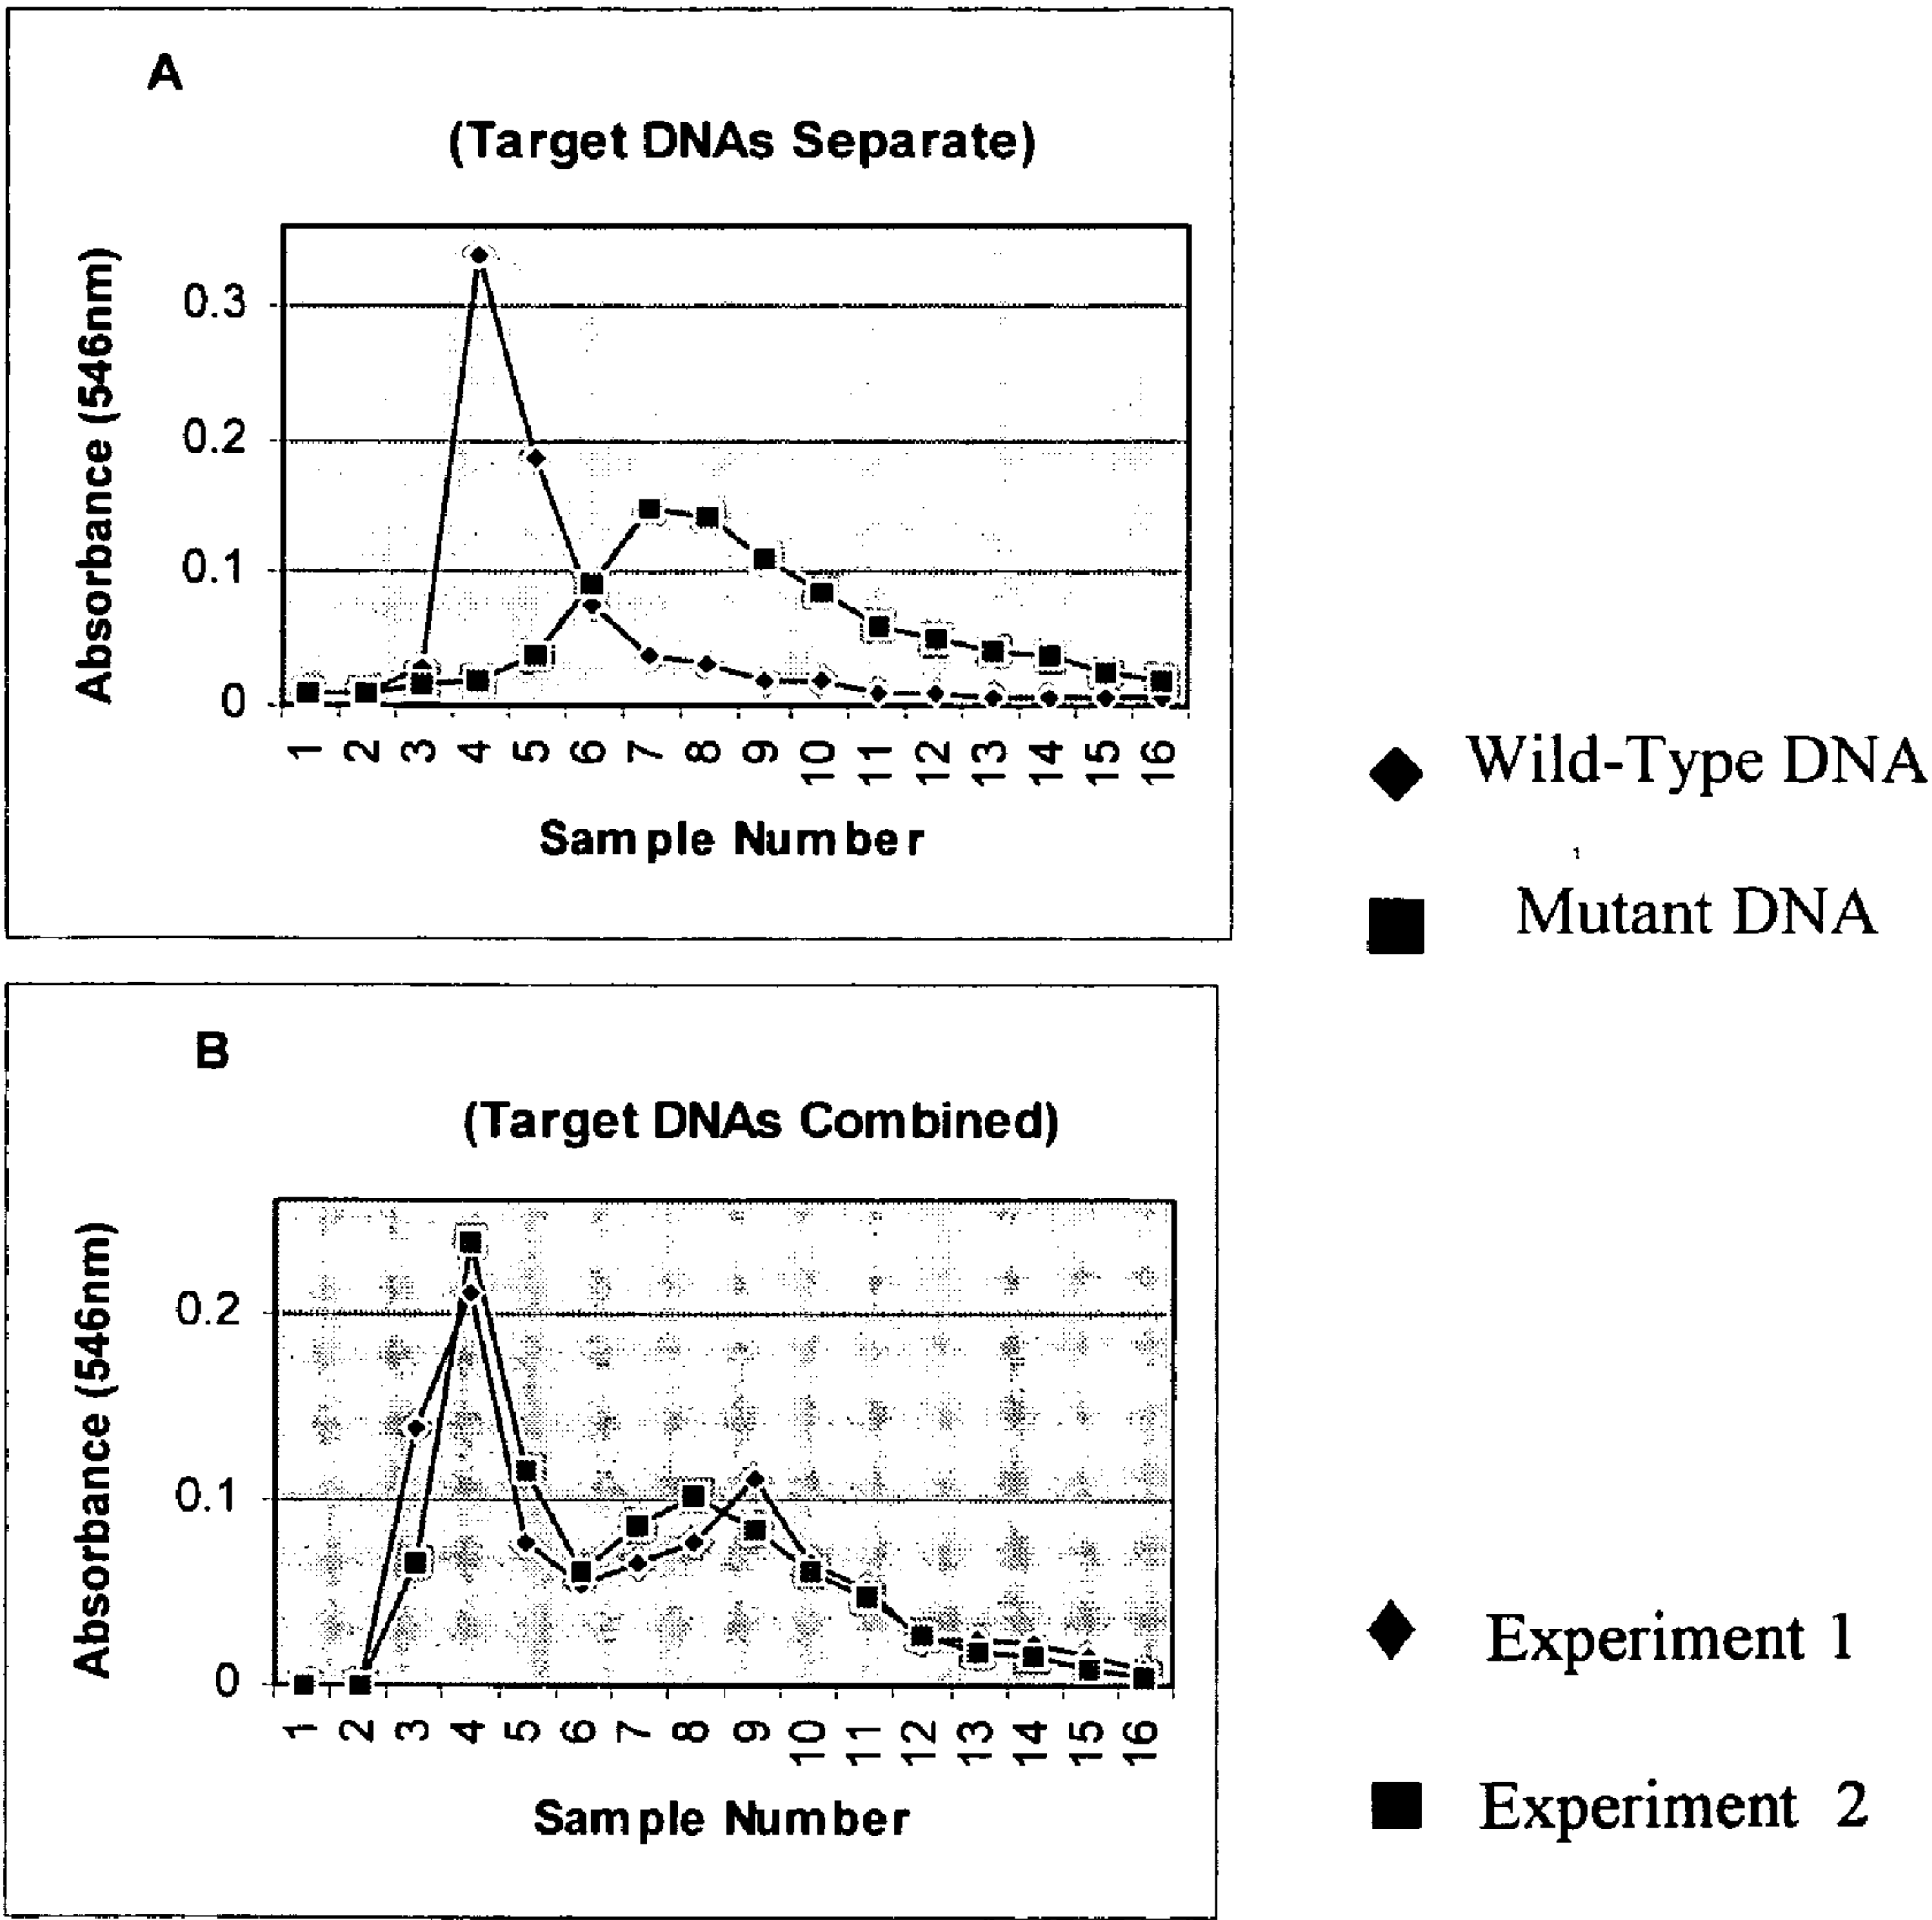 A
(Target DNAs Separate)
Absorbance (546nm)
0.3
0.2
0.1
0
1 2 3 4 5 6 7 8 9 10 11 12 13 14 15 16
Sample Number
Wild-Type DNA
Mutant DNA
B
(Target DNAs Combined)
Absorbance (546nm)
0.2
0.1
0
1 2 3 4 5 6 7 8 9 10 11 12 13 14 15 16
Sample Number
Experiment 1
Experiment 2